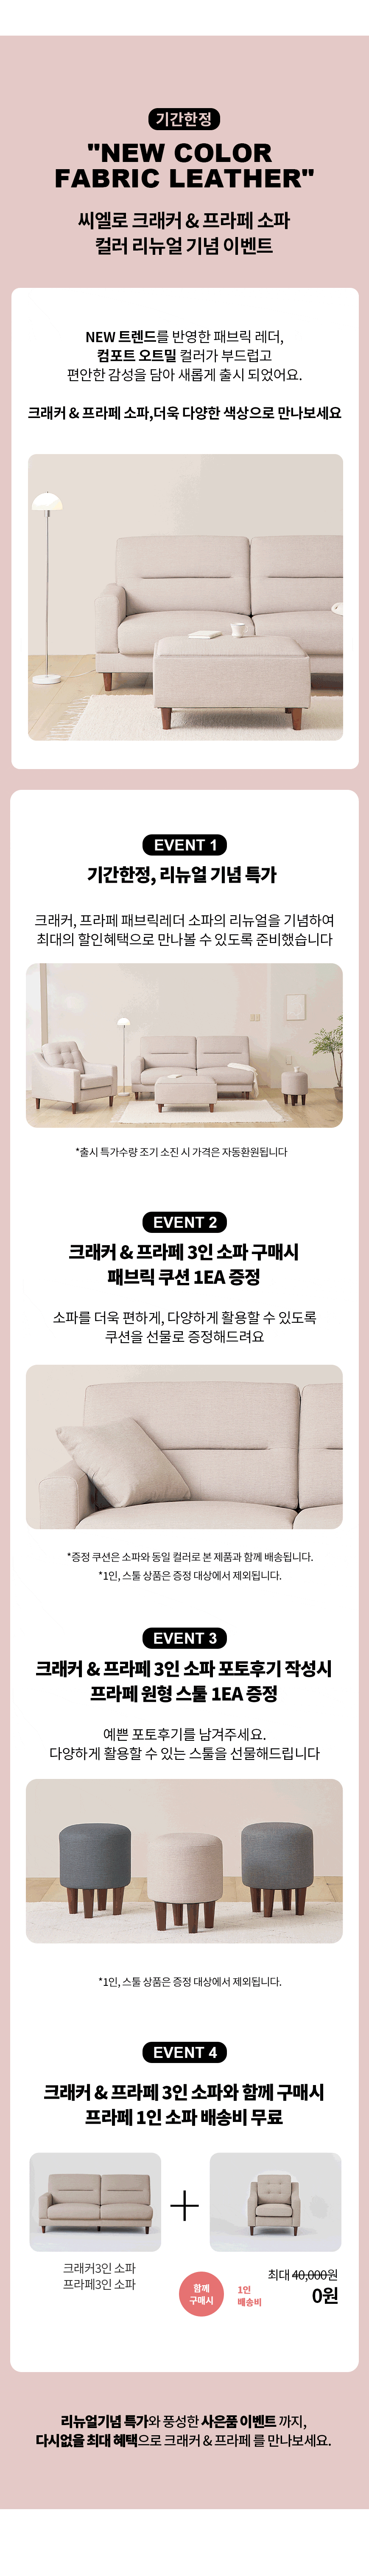 기간한정
"NEW COLOR
FABRIC LEATHER"
씨엘로 크래커 & 프라페 소파
컬러 리뉴얼 기념 이벤트
NEW 트렌드를 반영한 패브릭 레더,
컴포트 오트밀 컬러가 부드럽고
편안한 감성을 담아 새롭게 출시 되었어요.
크래커 & 프라페 소파,더욱 다양한 색상으로 만나보세요
EVENT 1
기간한정, 리뉴얼 기념 특가
크래커, 프라페 패브릭레더 소파의 리뉴얼을 기념하여
최대의 할인혜택으로 만나볼 수 있도록 준비했습니다
*출시 특가수량 조기 소진 시 가격은 자동환원됩니다
EVENT 2
크래커 & 프라페 3인 소파 구매시
패브릭 쿠션 1EA 증정
소파를 더욱 편하게, 다양하게 활용할 수 있도록
쿠션을 선물로 증정해드려요
*증정 쿠션은 소파와 동일 컬러로 본 제품과 함께 배송됩니다.
*1인, 스툴 상품은 증정 대상에서 제외됩니다.
EVENT 3
크래커 & 프라페 3인 소파 포토후기 작성시
프라페 원형 스툴 1EA 증정
예쁜 포토후기를 남겨주세요.
다양하게 활용할 수 있는 스툴을 선물해드립니다
*1인, 스툴 상품은 증정 대상에서 제외됩니다.
EVENT 4
크래커 & 프라페 3인 소파와 함께 구매시
프라페 1인 소파 배송비 무료
크래커3인 소파
프라페3인 소파
함께
구매시
1인
배송비
최대 40,000원
0원
리뉴얼기념 특가와 풍성한 사은품 이벤트 까지,
다시없을 최대 혜택으로 크래커 & 프라페 를 만나보세요.